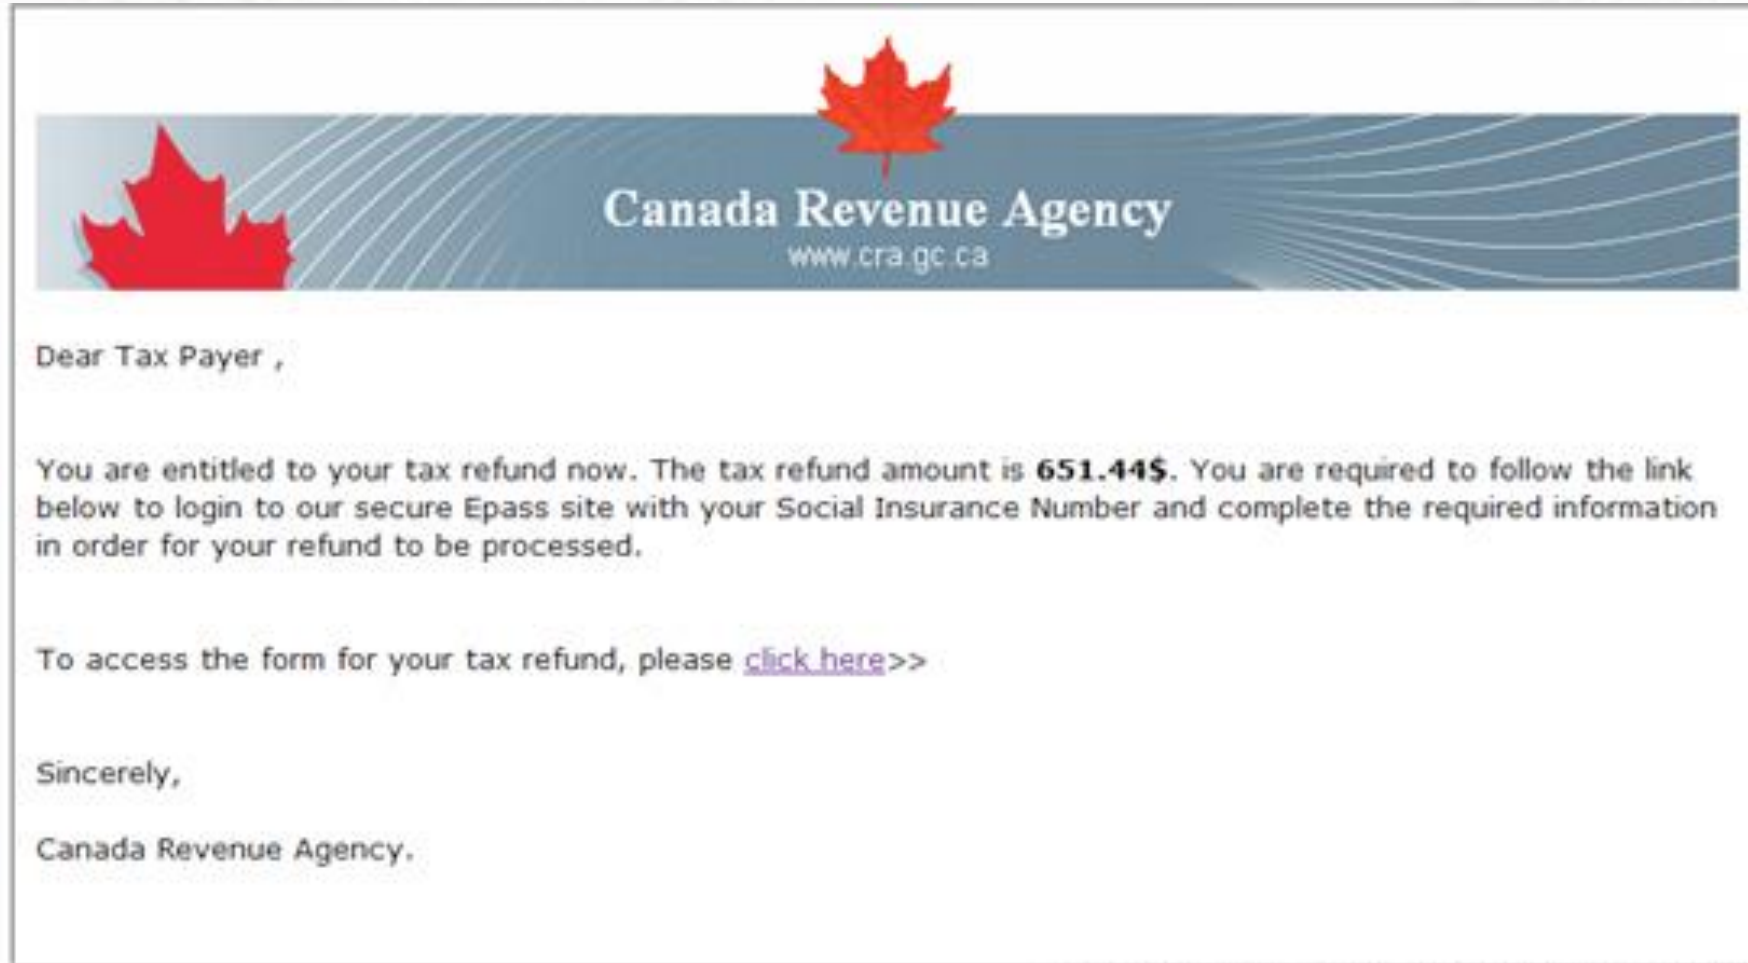 Canada Revenue Agency
www.cra.gc.ca
Dear Tax Payer ,
You are entitled to your tax refund now. The tax refund amount is 651.44$. You are required to follow the link
below to login to our secure Epass site with your Social Insurance Number and complete the required information
in order for your refund to be processed.
To access the form for your tax refund, please click here>>
Sincerely,
Canada Revenue Agency.